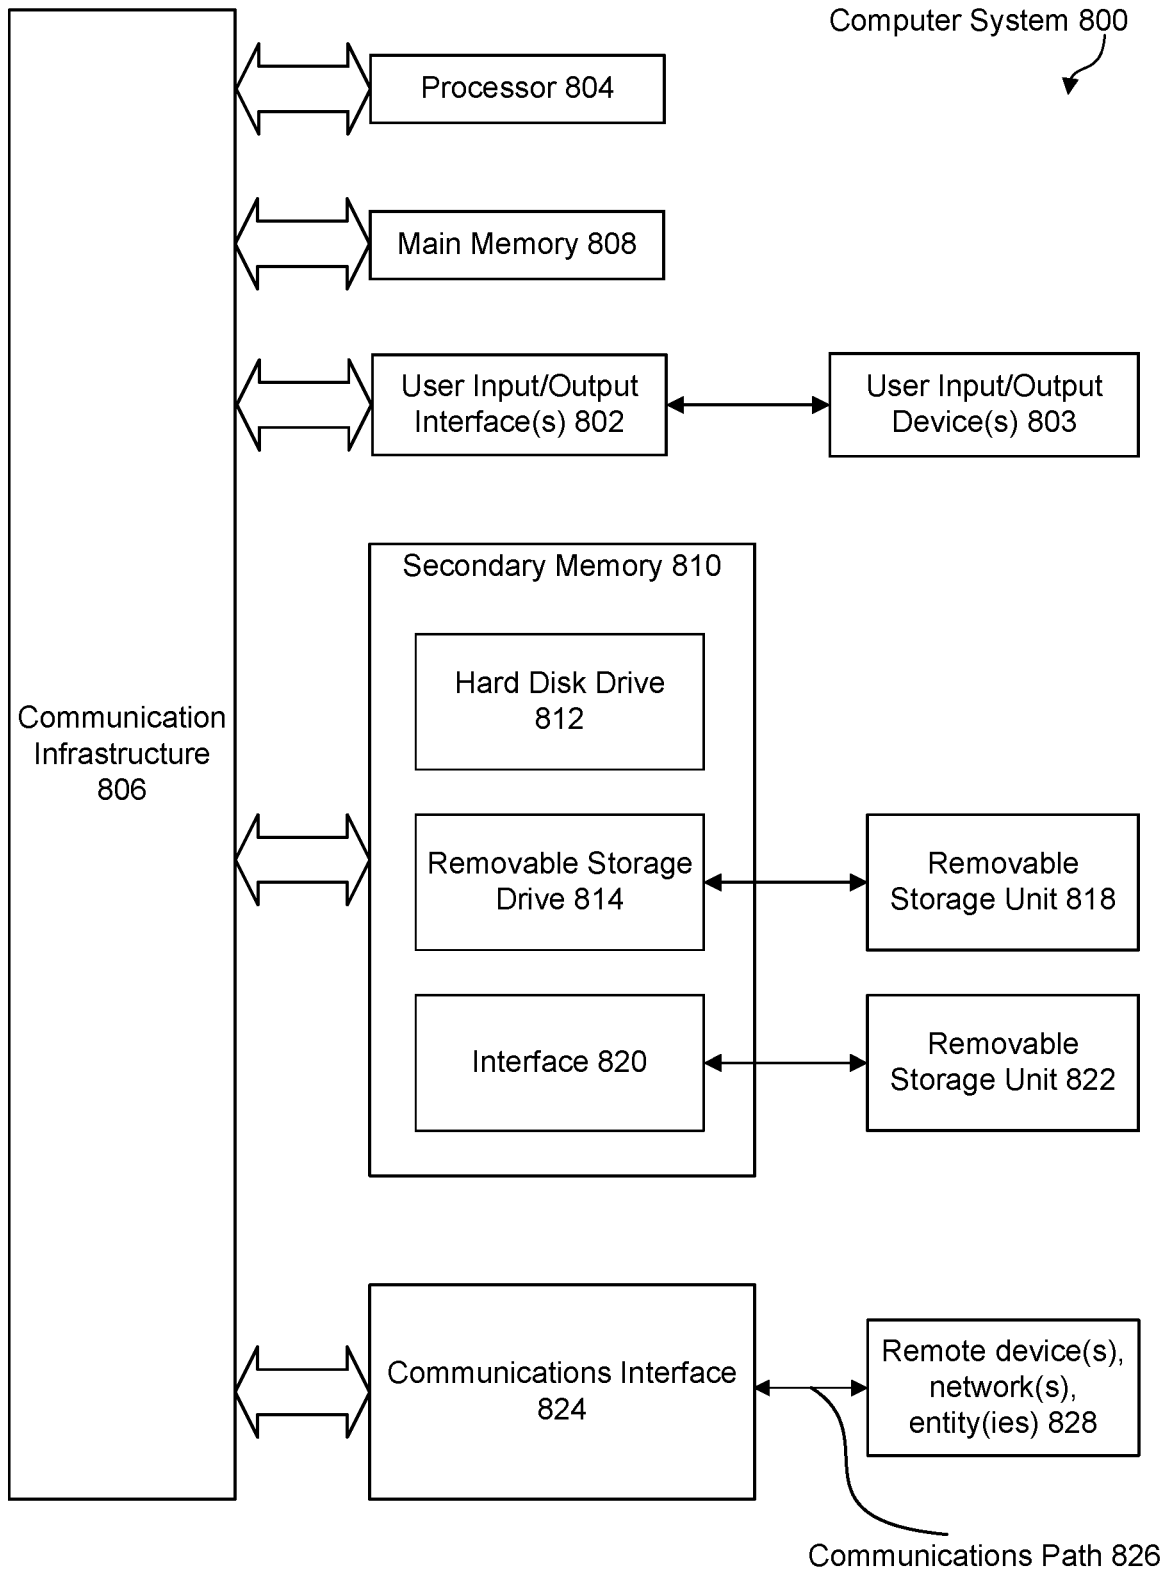 Computer System 800
Processor 804
Main Memory 808
User Input/Output
Interface(s) 802
User Input/Output
Device(s) 803
Secondary Memory 810
Hard Disk Drive
812
Communication
Infrastructure
806
Removable Storage
Drive 814
Removable
Storage Unit 818
Interface 820
Removable
Storage Unit 822
Communications Interface
824
Remote device(s),
network(s),
entity(ies) 828
Communications Path 826